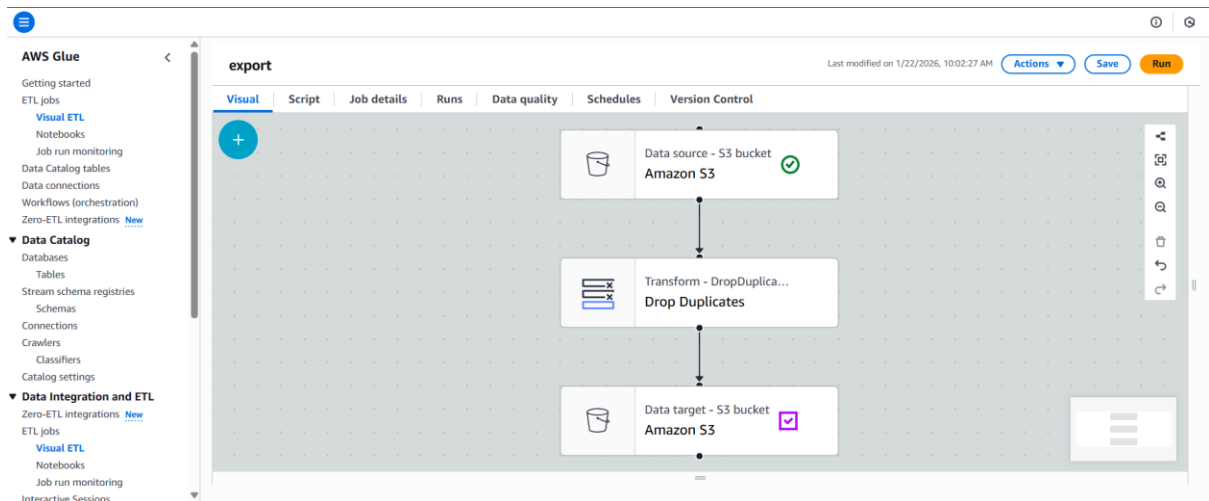 AWS Glue
Getting started
ETL jobs
Visual ETL
Notebooks
Job run monitoring
Data Catalog tables
Data connections
Workflows (orchestration)
Zero-ETL integrations New
Data Catalog
Databases
Tables
Stream schema registries
Schemas
Connections
Crawlers
Classifiers
Catalog settings
Data Integration and ETL
Zero-ETL integrations New
ETL jobs
Visual ETL
Notebooks
Job run monitoring
Interactive Sessions
export
Last modified on 1/22/2026, 10:02:27 AM
Actions
Save
Run
Visual Script Job details Runs Data quality Schedules Version Control
Data source - S3 bucket
Amazon S3
Transform - DropDuplica...
Drop Duplicates
Data target - S3 bucket
Amazon S3